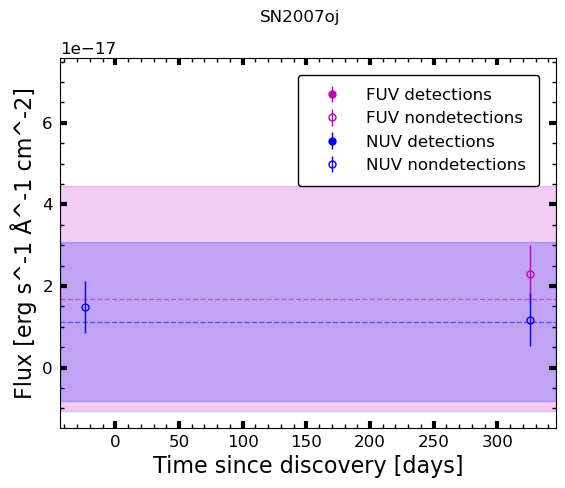 SN2007oj
1e−17
FUV detections
FUV nondetections
NUV detections
NUV nondetections
6
4
2
0
Flux [erg s^-1 Å^-1 cm^-2]
0 50 100 150 200 250 300
Time since discovery [days]